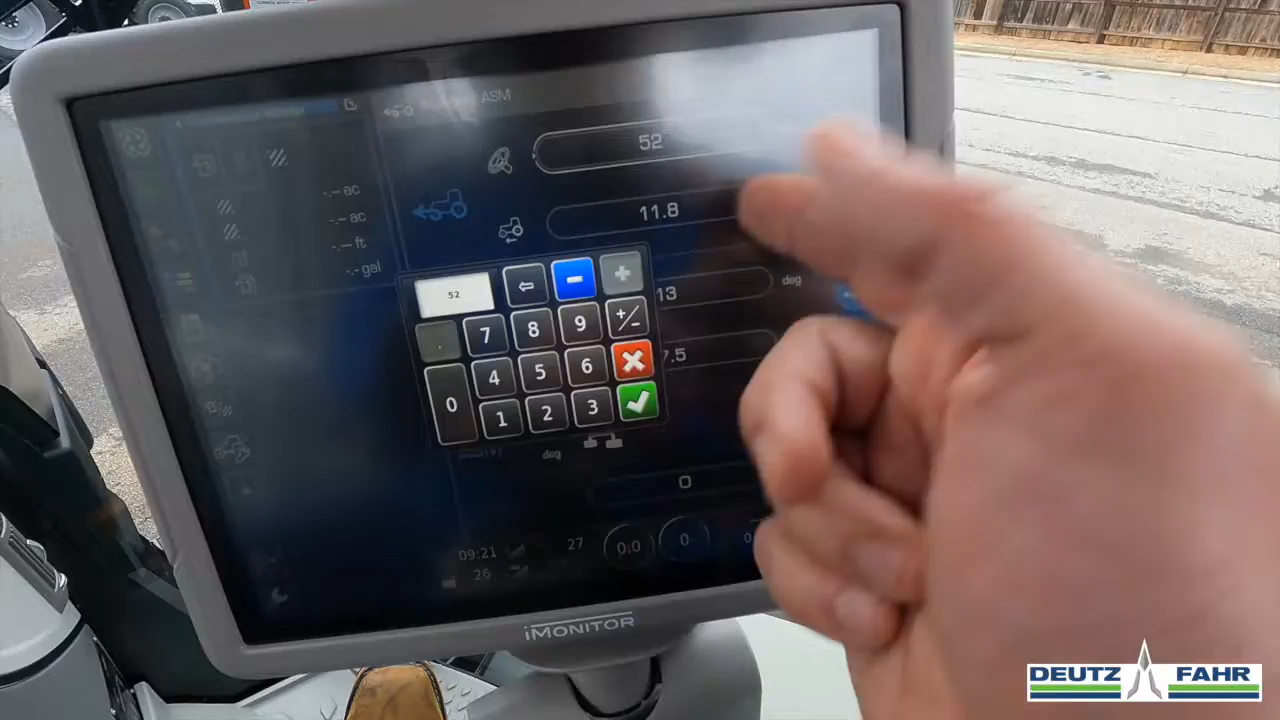 ASM
52
-.-- ac
-.-- ac
-.-- ft
-.- gal
11.8
52
⇦ - +
. 7 8 9 +/-
4 5 6
0 1 2 3
13
deg
7.5
deg
0
09:21
26
27
0.0
0
0
iMONITOR
DEUTZ FAHR